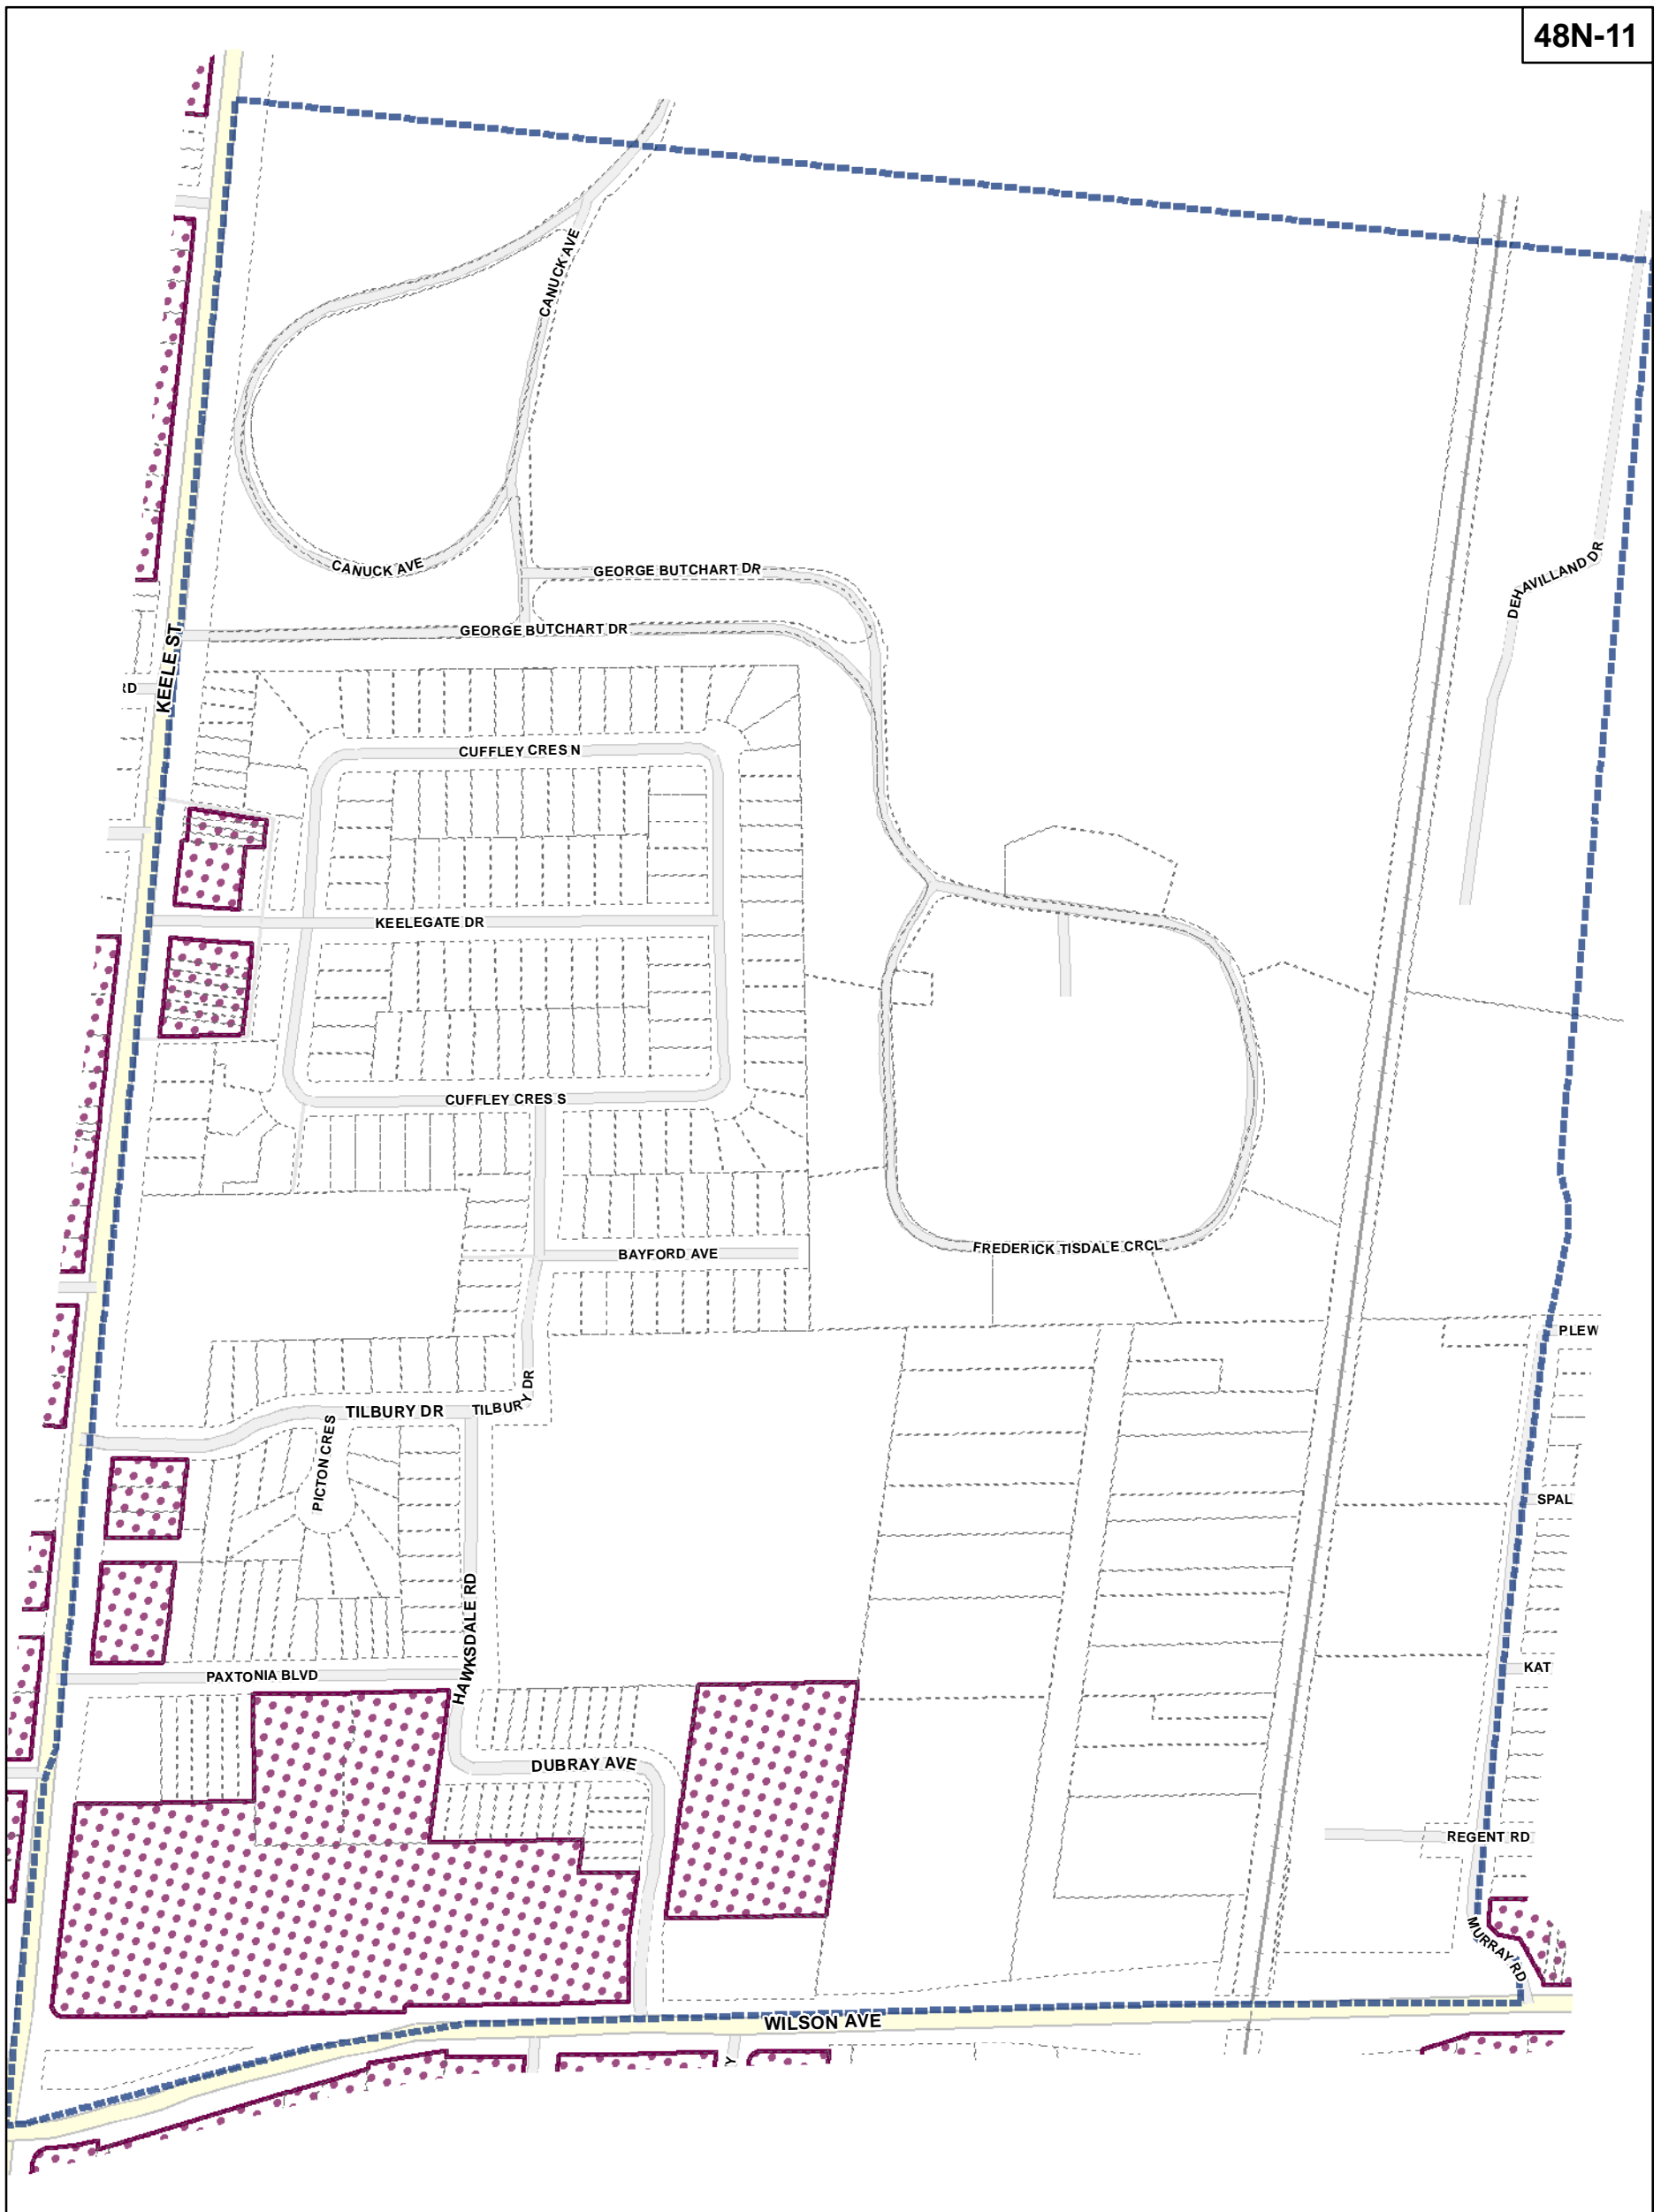 48N-11
CANUCK AVE
CANUCK AVE
GEORGE BUTCHART DR
DEHAVILLAND DR
GEORGE BUTCHART DR
KEELE ST
RD
CUFFLEY CRES N
KEELEGATE DR
CUFFLEY CRES S
BAYFORD AVE
FREDERICK TISDALE CRCL
PLEW
TILBURY DR
TILBURY DR
PICTON CRES
SPAL
HAWKSDALE RD
KAT
PAXTONIA BLVD
DUBRAY AVE
REGENT RD
MURRAY RD
WILSON AVE
Y